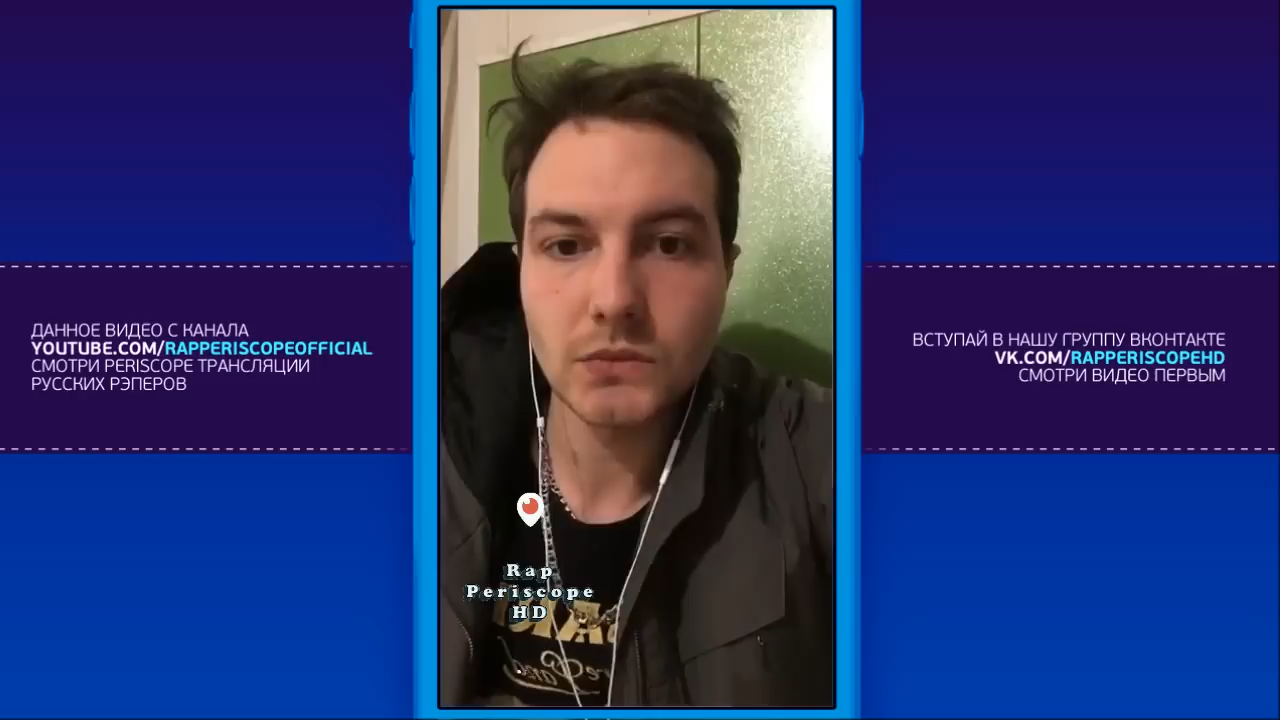 ДАННОЕ ВИДЕО С КАНАЛА
YOUTUBE.COM/RAPPERISCOPEOFFICIAL
СМОТРИ PERISCOPE ТРАНСЛЯЦИИ
РУССКИХ РЭПЕРОВ
ВСТУПАЙ В НАШУ ГРУППУ ВКОНТАКТЕ
VK.COM/RAPPERISCOPEHD
СМОТРИ ВИДЕО ПЕРВЫМ
Rap
Periscope
HD